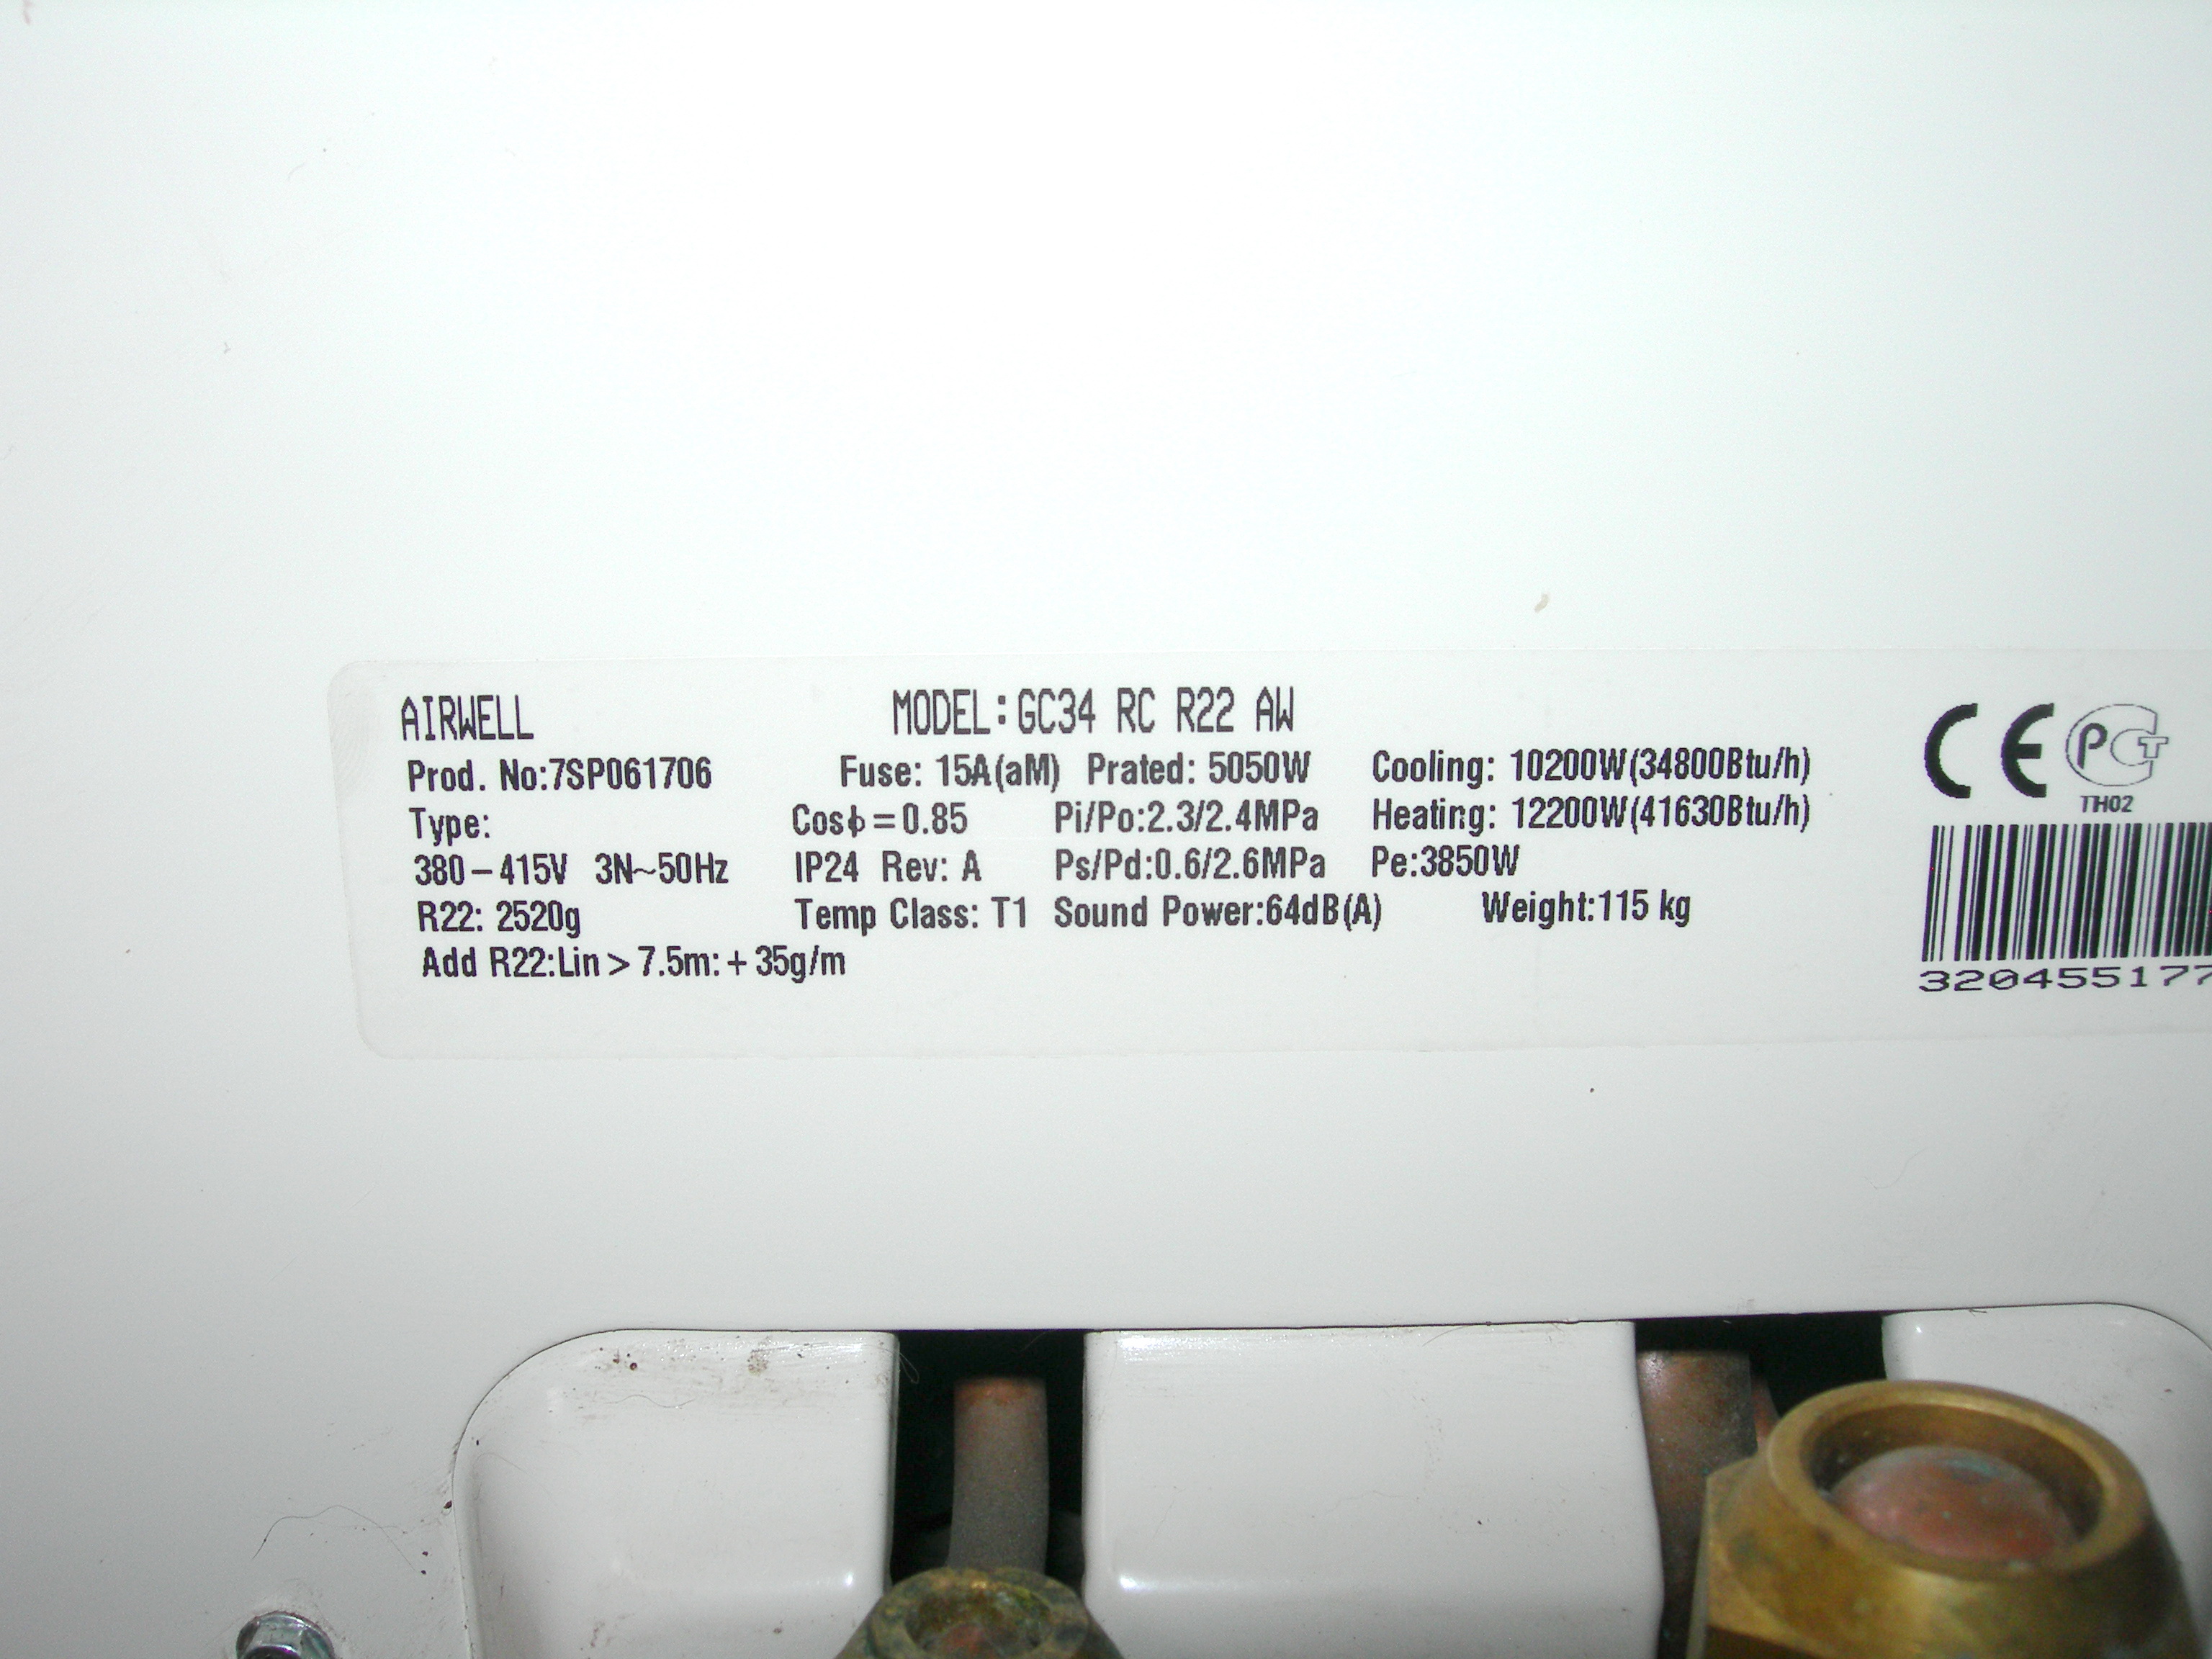 AIRWELL MODEL:GC34 RC R22 AW
Prod. No:7SP061706 Fuse: 15A(aM) Prated: 5050W Cooling: 10200W(34800Btu/h)
Type: Cosϕ=0.85 Pi/Po:2.3/2.4MPa Heating: 12200W(41630Btu/h)
380-415V 3N~50Hz IP24 Rev: A Ps/Pd:0.6/2.6MPa Pe:3850W
R22: 2520g Temp Class: T1 Sound Power:64dB(A) Weight:115 kg
Add R22:Lin>7.5m:+35g/m
CE PCT
TH02
320455177